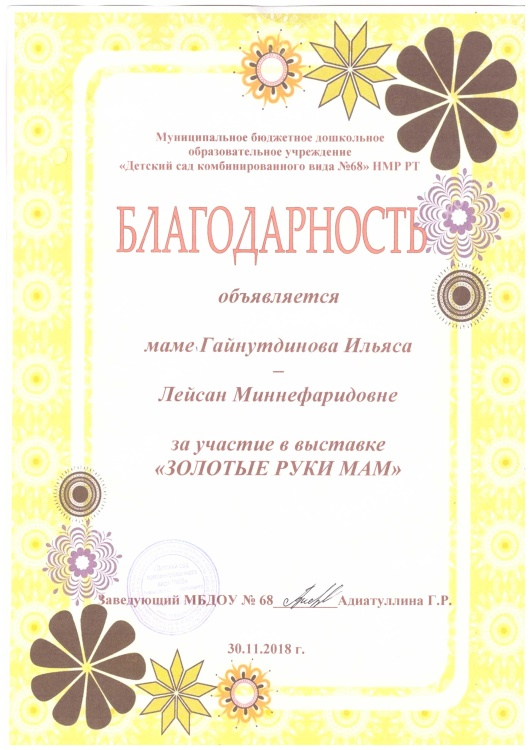 Муниципальное бюджетное дошкольное
образовательное учреждение
«Детский сад комбинированного вида №68» НМР РТ
БЛАГОДАРНОСТЬ
объявляется
маме Гайнутдинова Ильяса
–
Лейсан Миннефаридовне
за участие в выставке
«ЗОЛОТЫЕ РУКИ МАМ»
Заведующий МБДОУ № 68 Адиатуллина Г.Р.
30.11.2018 г.